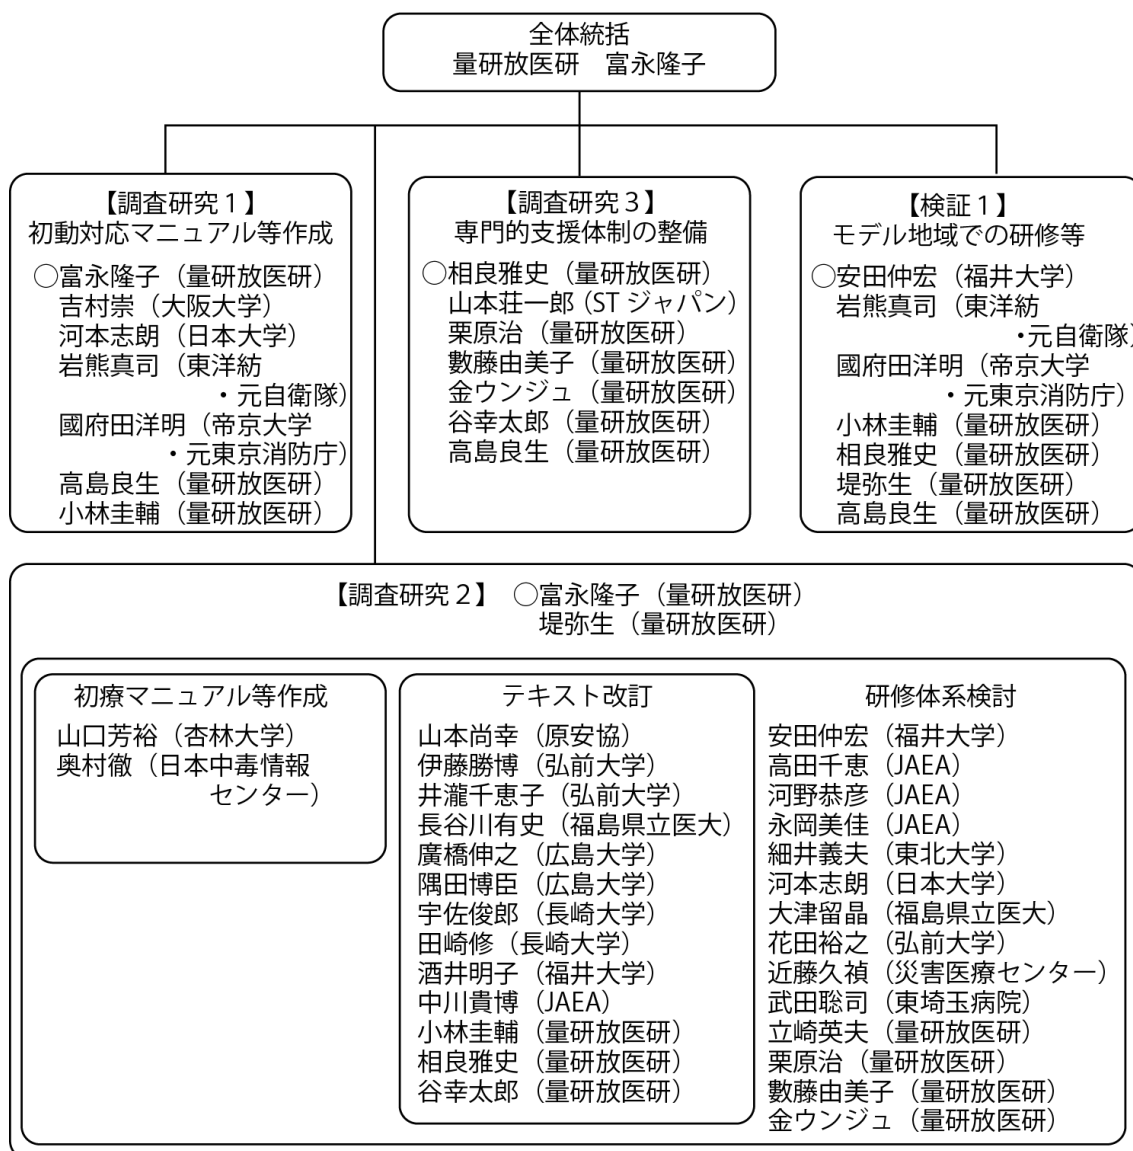 全体統括
量研放医研　富永隆子
【調査研究１】
初動対応マニュアル等作成
○富永隆子（量研放医研）
吉村崇（大阪大学）
河本志朗（日本大学）
岩熊真司（東洋紡
・元自衛隊）
國府田洋明（帝京大学
・元東京消防庁）
高島良生（量研放医研）
小林圭輔（量研放医研）
【調査研究３】
専門的支援体制の整備
○相良雅史（量研放医研）
山本荘一郎（ST ジャパン）
栗原治（量研放医研）
數藤由美子（量研放医研）
金ウンジュ（量研放医研）
谷幸太郎（量研放医研）
高島良生（量研放医研）
【検証１】
モデル地域での研修等
○安田仲宏（福井大学）
岩熊真司（東洋紡
・元自衛隊）
國府田洋明（帝京大学
・元東京消防庁）
小林圭輔（量研放医研）
相良雅史（量研放医研）
堤弥生（量研放医研）
高島良生（量研放医研）
【調査研究２】　○富永隆子（量研放医研）
堤弥生（量研放医研）
初療マニュアル等作成
山口芳裕（杏林大学）
奥村徹（日本中毒情報
センター）
テキスト改訂
山本尚幸（原安協）
伊藤勝博（弘前大学）
井瀧千恵子（弘前大学）
長谷川有史（福島県立医大）
廣橋伸之（広島大学）
隅田博臣（広島大学）
宇佐俊郎（長崎大学）
田崎修（長崎大学）
酒井明子（福井大学）
中川貴博（JAEA）
小林圭輔（量研放医研）
相良雅史（量研放医研）
谷幸太郎（量研放医研）
研修体系検討
安田仲宏（福井大学）
高田千恵（JAEA）
河野恭彦（JAEA）
永岡美佳（JAEA）
細井義夫（東北大学）
河本志朗（日本大学）
大津留晶（福島県立医大）
花田裕之（弘前大学）
近藤久禎（災害医療センター）
武田聡司（東埼玉病院）
立崎英夫（量研放医研）
栗原治（量研放医研）
數藤由美子（量研放医研）
金ウンジュ（量研放医研）